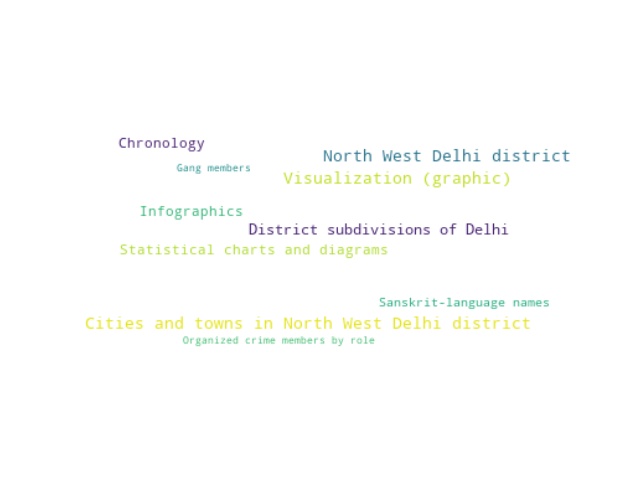 Chronology
North West Delhi district
Gang members
Visualization (graphic)
Infographics
District subdivisions of Delhi
Statistical charts and diagrams
Sanskrit-language names
Cities and towns in North West Delhi district
Organized crime members by role